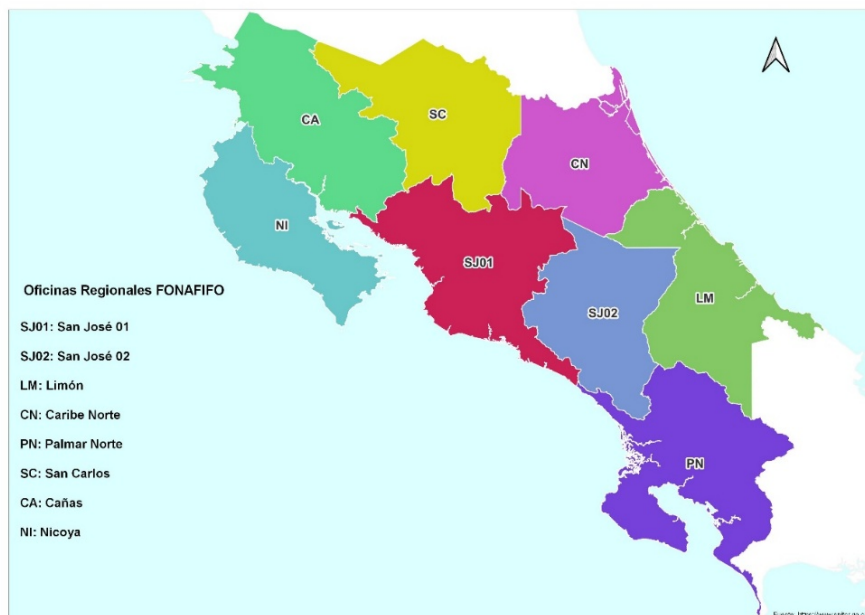 CA
SC
CN
NI
SJ01
SJ02
LM
PN
Oficinas Regionales FONAFIFO
SJ01: San José 01
SJ02: San José 02
LM: Limón
CN: Caribe Norte
PN: Palmar Norte
SC: San Carlos
CA: Cañas
NI: Nicoya